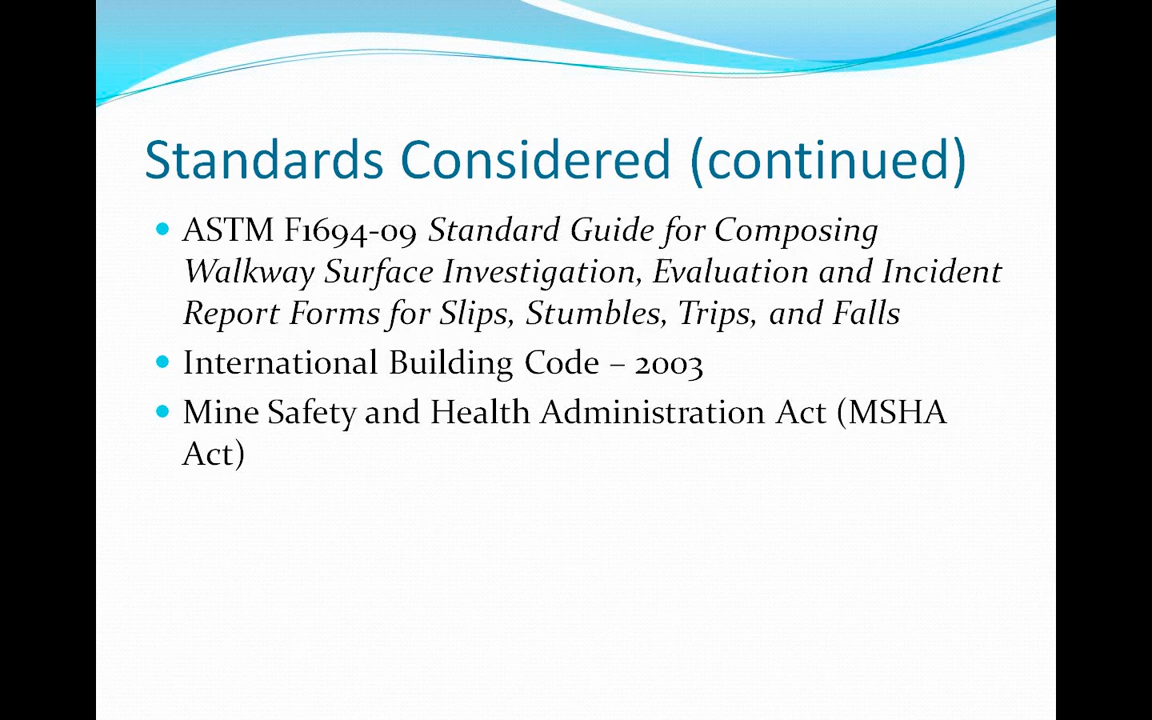 Standards Considered (continued)
ASTM F1694-09 Standard Guide for Composing
Walkway Surface Investigation, Evaluation and Incident
Report Forms for Slips, Stumbles, Trips, and Falls
International Building Code – 2003
Mine Safety and Health Administration Act (MSHA
Act)